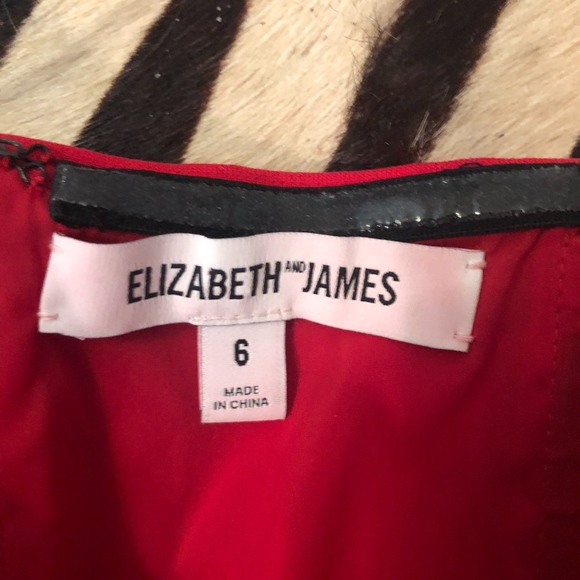 ELIZABETH AND JAMES
6
MADE
IN CHINA